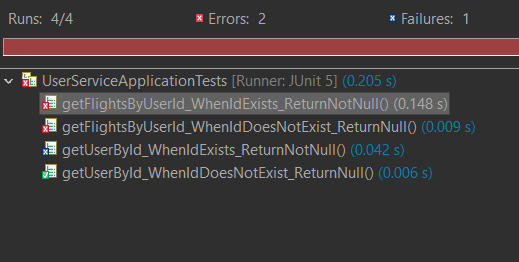 Runs: 4/4 Errors: 2 Failures: 1
UserServiceApplicationTests [Runner: JUnit 5] (0.205 s)
getFlightsByUserId_WhenIdExists_ReturnNotNull() (0.148 s)
getFlightsByUserId_WhenIdDoesNotExist_ReturnNull() (0.009 s)
getUserById_WhenIdExists_ReturnNotNull() (0.042 s)
getUserById_WhenIdDoesNotExist_ReturnNull() (0.006 s)